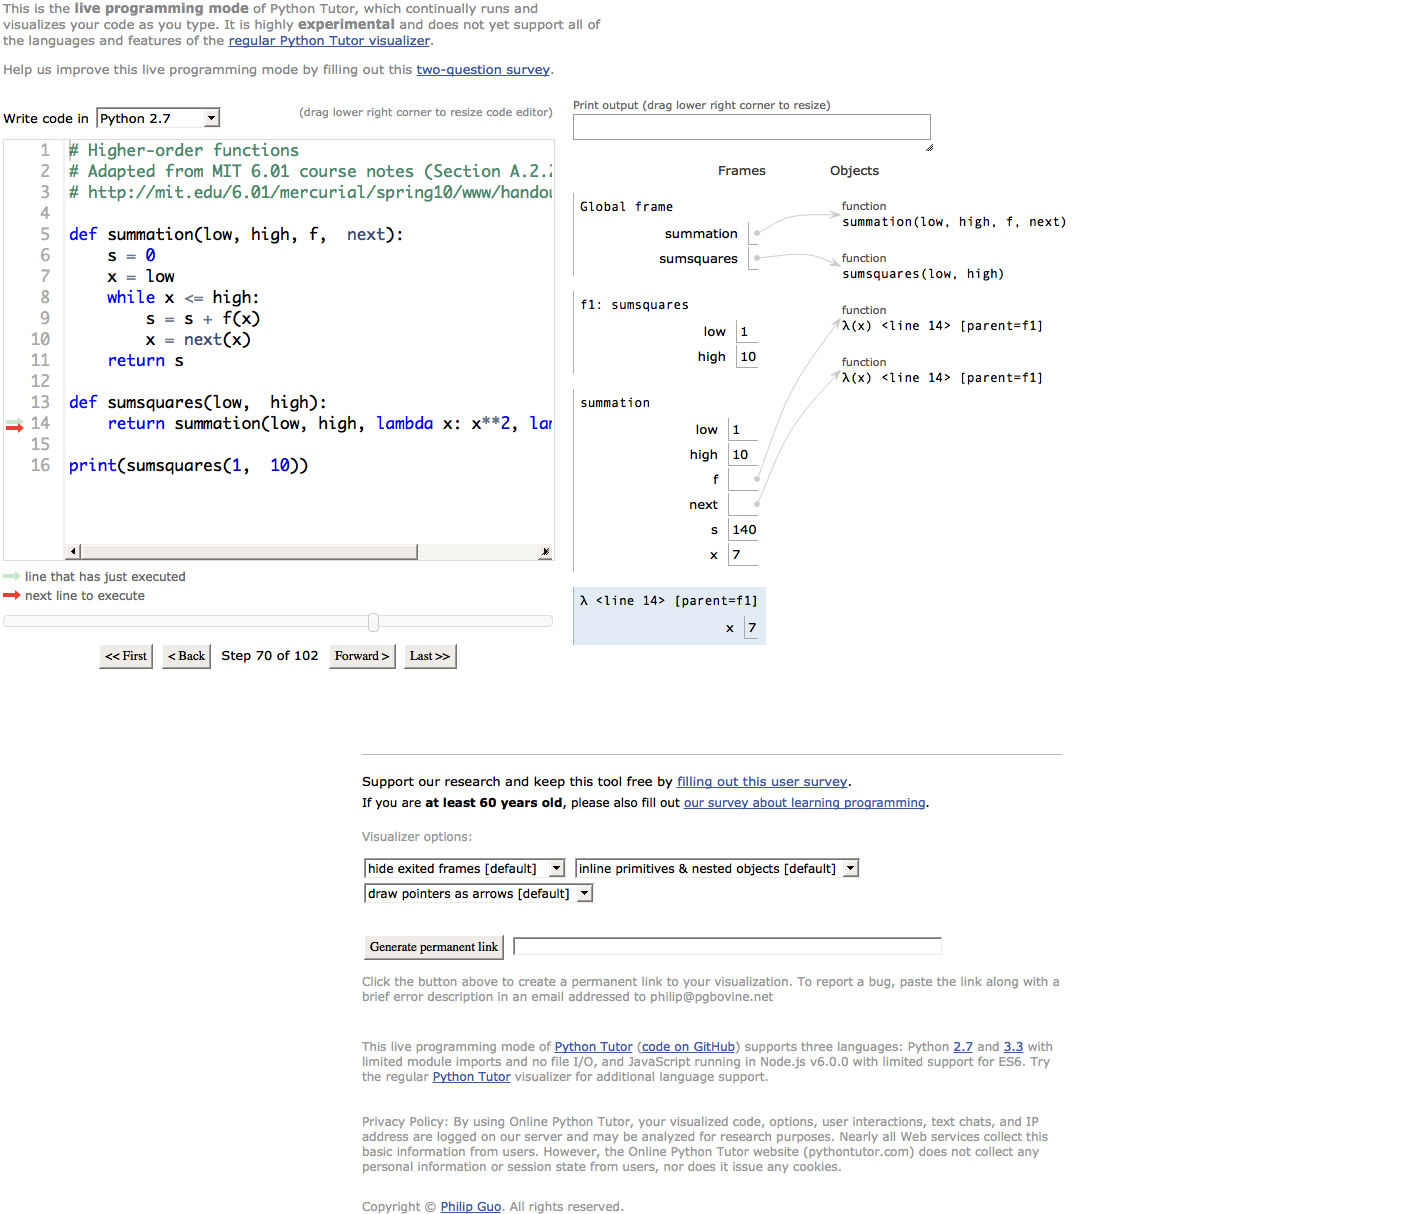 This is the live programming mode of Python Tutor, which continually runs and
visualizes your code as you type. It is highly experimental and does not yet support all of
the languages and features of the regular Python Tutor visualizer.
Help us improve this live programming mode by filling out this two-question survey.
Write code in Python 2.7
(drag lower right corner to resize code editor)
1 # Higher-order functions
2 # Adapted from MIT 6.01 course notes (Section A.2.
3 # http://mit.edu/6.01/mercurial/spring10/www/handou
4
5 def summation(low, high, f,  next):
6     s = 0
7     x = low
8     while x <= high:
9         s = s + f(x)
10         x = next(x)
11     return s
12
13 def sumsquares(low,  high):
14     return summation(low, high, lambda x: x**2, la
15
16 print(sumsquares(1,  10))
line that has just executed
next line to execute
<< First < Back Step 70 of 102 Forward > Last >>
Print output (drag lower right corner to resize)
Frames Objects
Global frame
summation
sumsquares
function
summation(low, high, f, next)
function
sumsquares(low, high)
f1: sumsquares
low 1
high 10
function
λ(x) <line 14> [parent=f1]
function
λ(x) <line 14> [parent=f1]
summation
low 1
high 10
f
next
s 140
x 7
λ <line 14> [parent=f1]
x 7
Support our research and keep this tool free by filling out this user survey.
If you are at least 60 years old, please also fill out our survey about learning programming.
Visualizer options:
hide exited frames [default] inline primitives & nested objects [default]
draw pointers as arrows [default]
Generate permanent link
Click the button above to create a permanent link to your visualization. To report a bug, paste the link along with a
brief error description in an email addressed to philip@pgbovine.net
This live programming mode of Python Tutor (code on GitHub) supports three languages: Python 2.7 and 3.3 with
limited module imports and no file I/O, and JavaScript running in Node.js v6.0.0 with limited support for ES6. Try
the regular Python Tutor visualizer for additional language support.
Privacy Policy: By using Online Python Tutor, your visualized code, options, user interactions, text chats, and IP
address are logged on our server and may be analyzed for research purposes. Nearly all Web services collect this
basic information from users. However, the Online Python Tutor website (pythontutor.com) does not collect any
personal information or session state from users, nor does it issue any cookies.
Copyright © Philip Guo. All rights reserved.